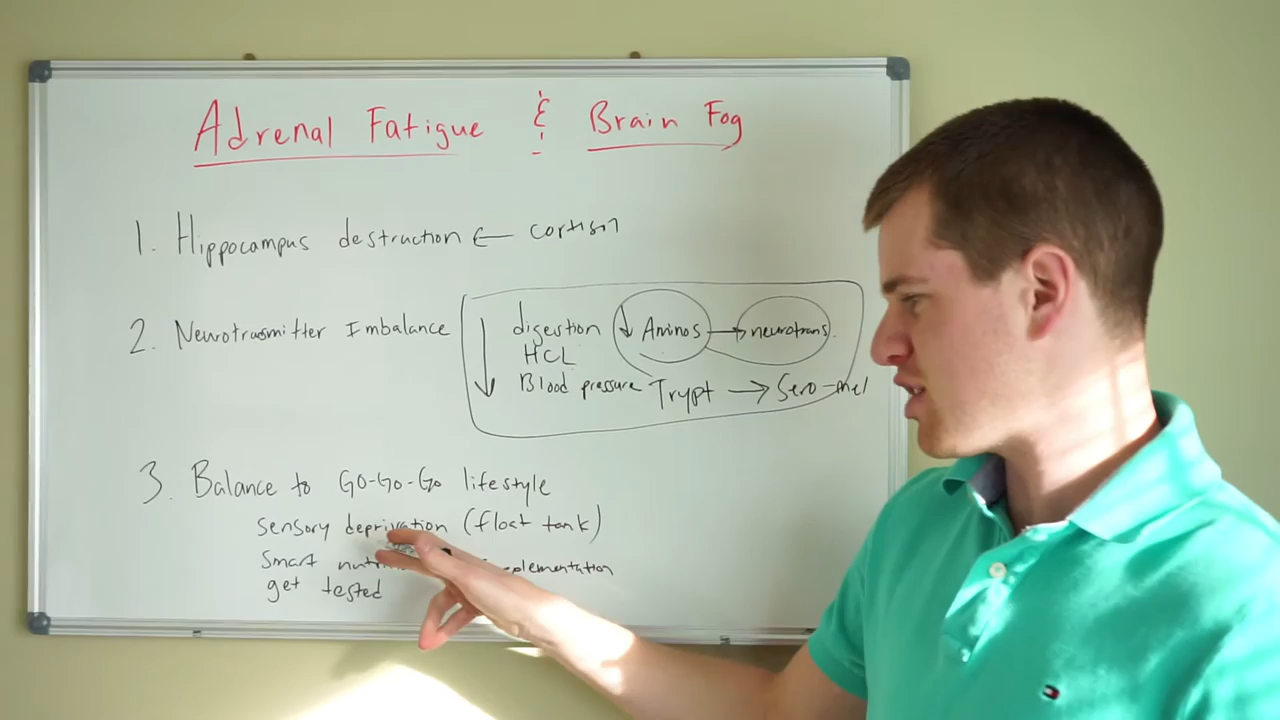 Adrenal Fatigue & Brain Fog
1. Hippocampus destruction ← cortisol
2. Neurotrasmitter Imbalance ↓ digestion ↓ Aminos → neurotrans.
HCL
Blood pressure Trypt → Sero-mel
3. Balance to GO-GO-GO lifestyle
sensory deprivation (float tank)
Smart
get tested